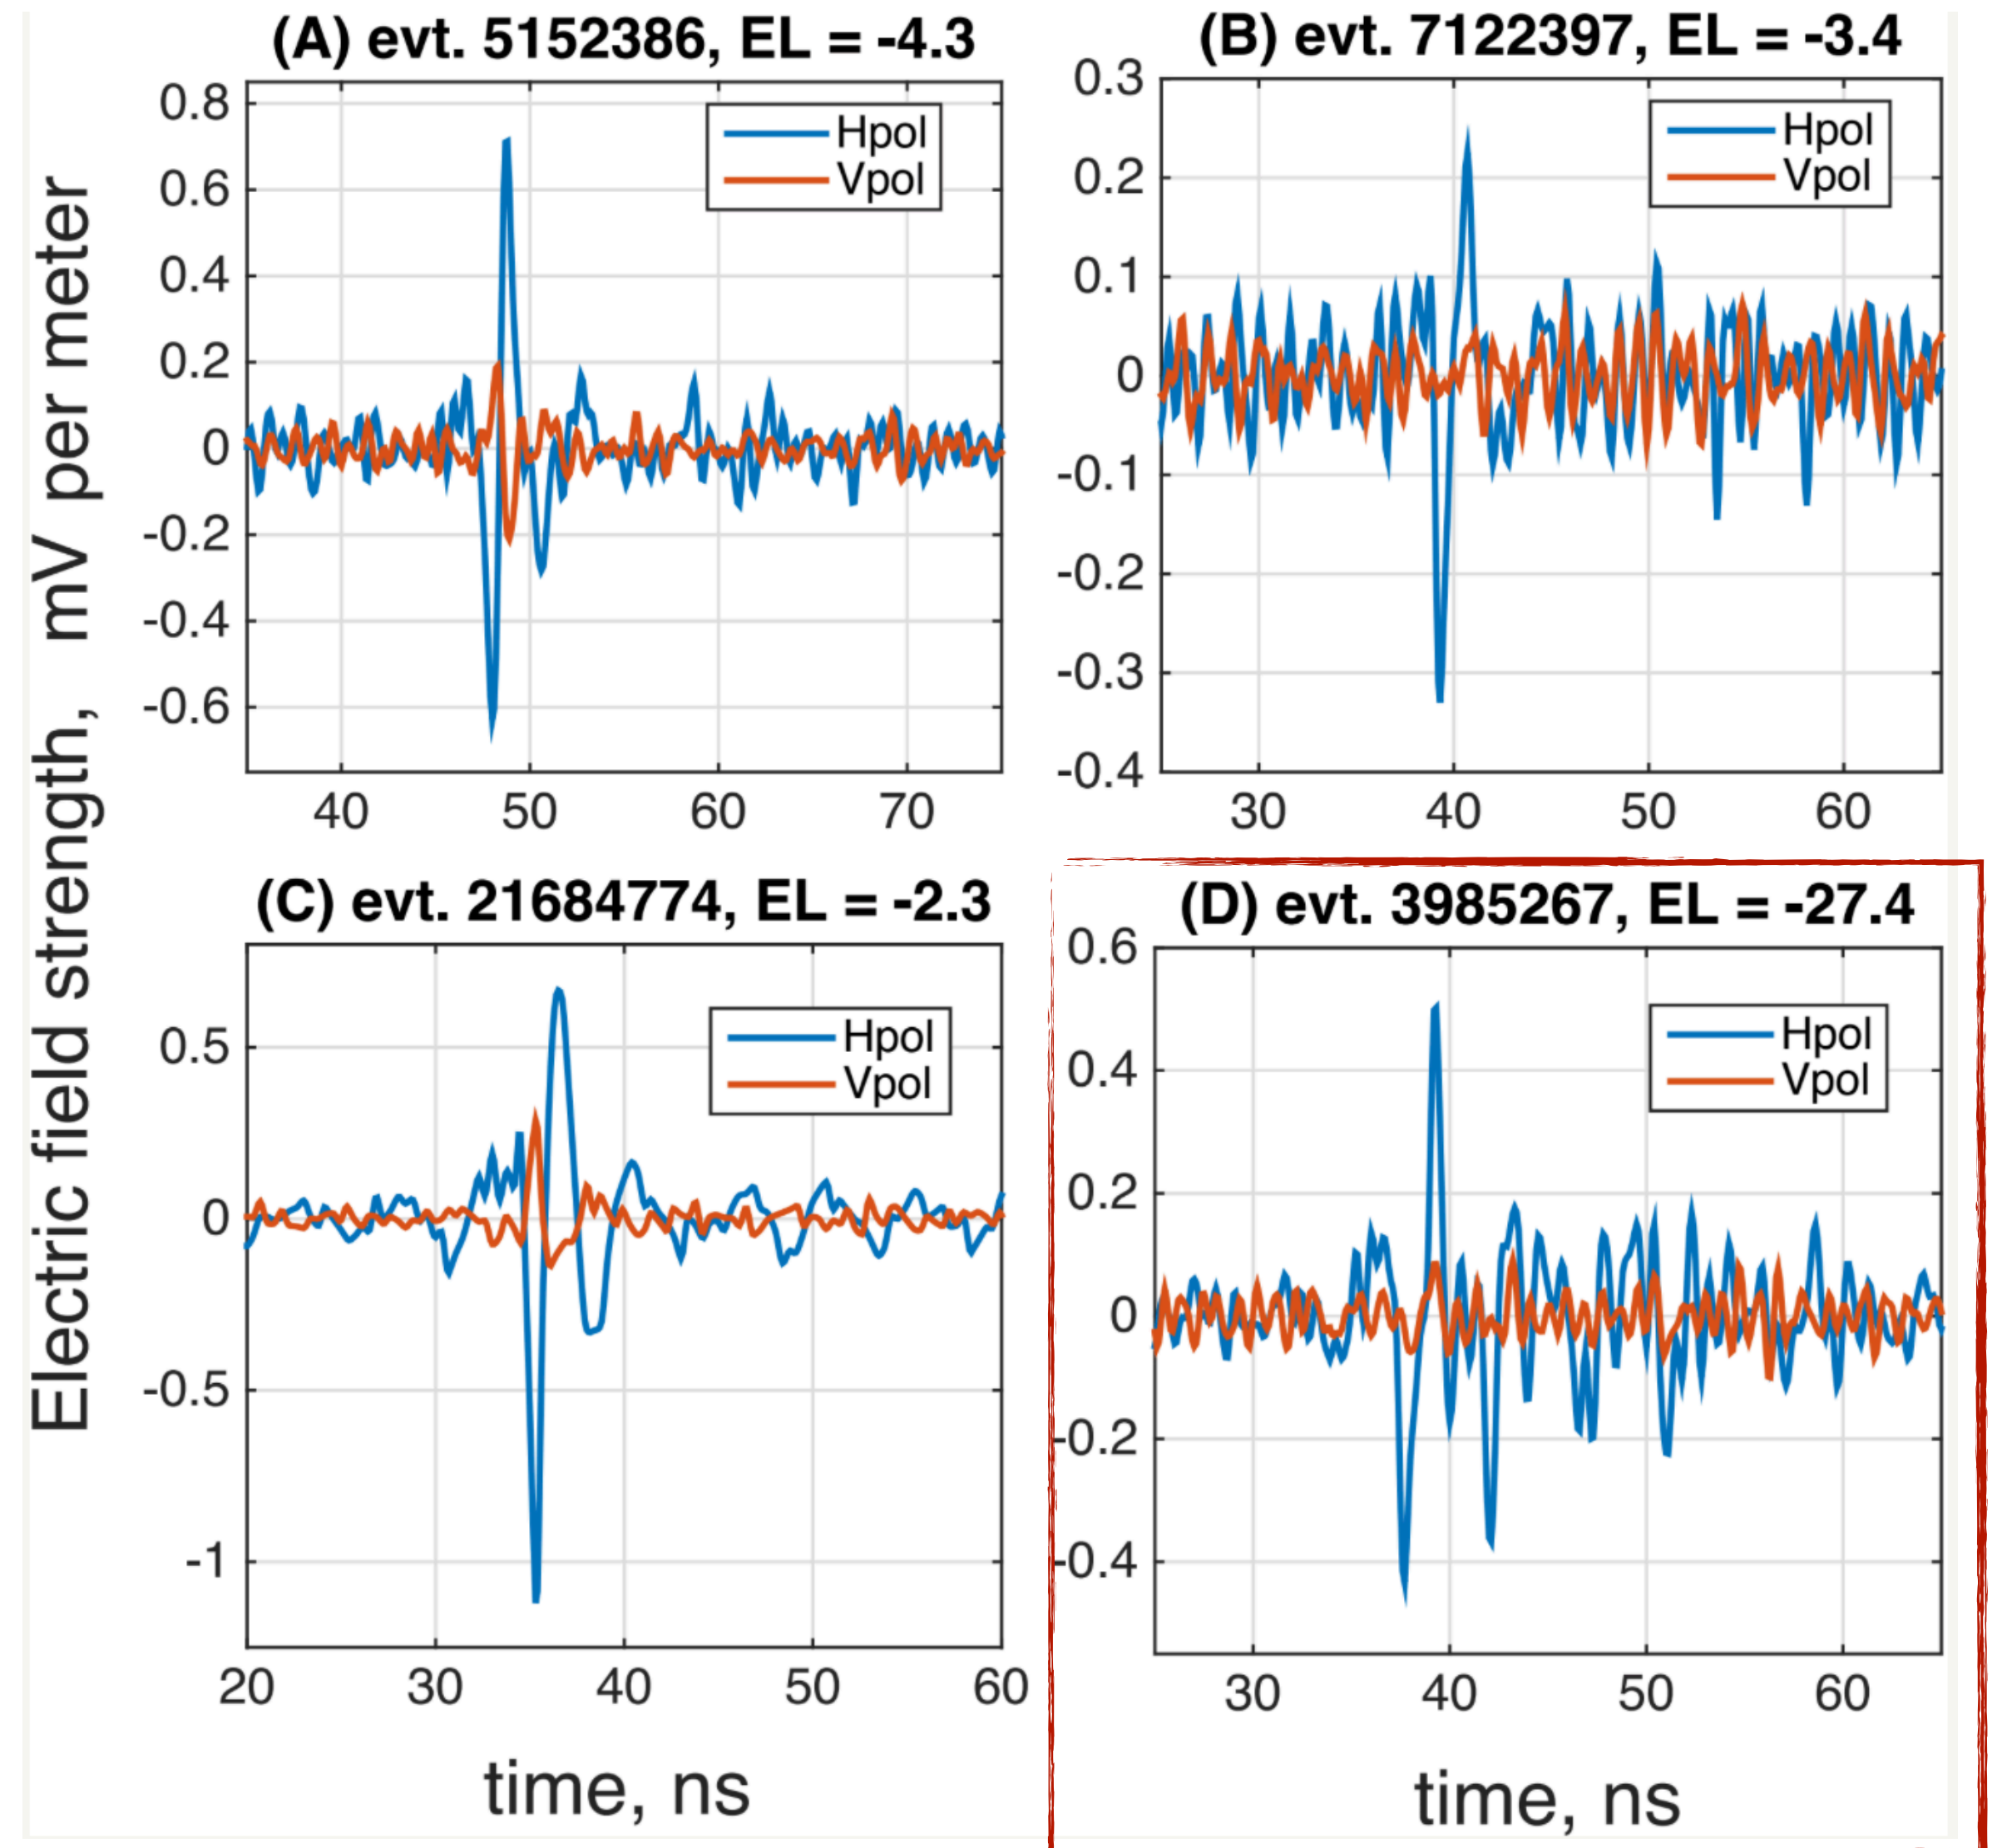 (A) evt. 5152386, EL = -4.3
Electric field strength, mV per meter
0.8
0.6
0.4
0.2
0
-0.2
-0.4
-0.6
40 50 60 70
Hpol
Vpol
(B) evt. 7122397, EL = -3.4
0.3
0.2
0.1
0
-0.1
-0.2
-0.3
-0.4
30 40 50 60
Hpol
Vpol
(C) evt. 21684774, EL = -2.3
0.5
0
-0.5
-1
20 30 40 50 60
Hpol
Vpol
time, ns
(D) evt. 3985267, EL = -27.4
0.6
0.4
0.2
0
-0.2
-0.4
30 40 50 60
Hpol
Vpol
time, ns